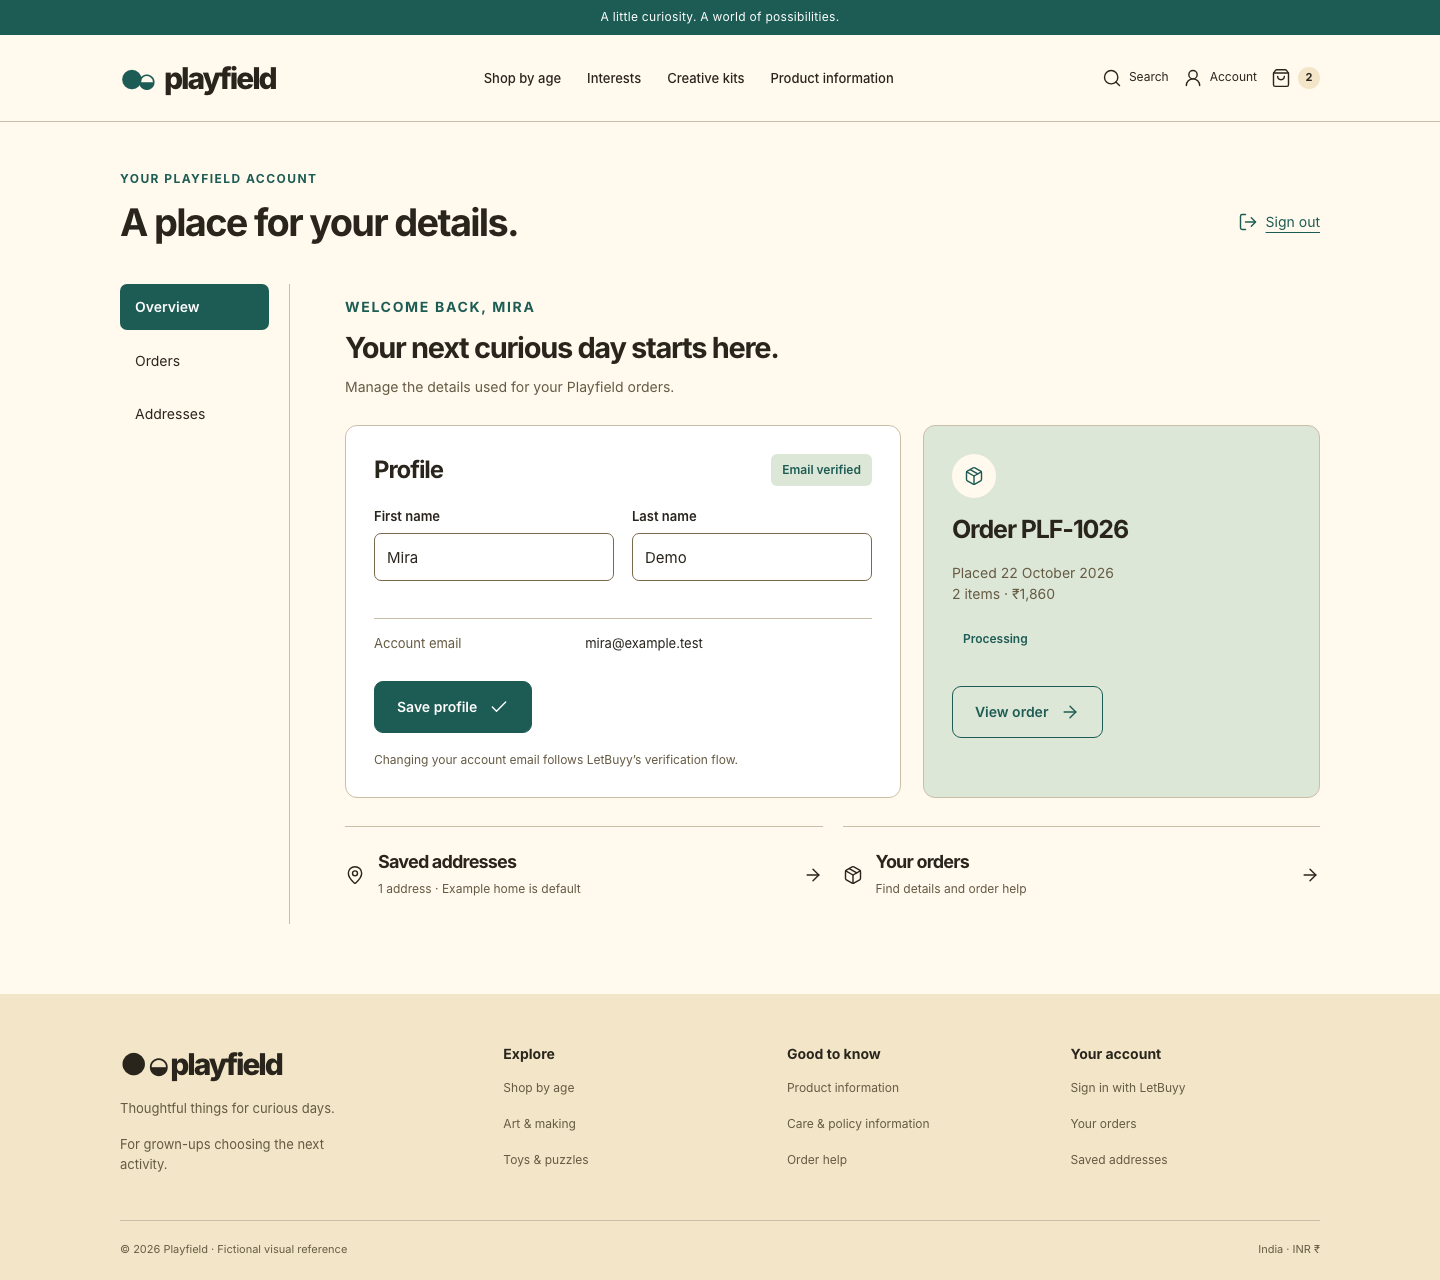 A little curiosity. A world of possibilities.
playfield
Shop by age
Interests
Creative kits
Product information
Search
Account
2
YOUR PLAYFIELD ACCOUNT
A place for your details.
Sign out
Overview
Orders
Addresses
WELCOME BACK, MIRA
Your next curious day starts here.
Manage the details used for your Playfield orders.
Profile
Email verified
First name
Last name
Mira
Demo
Account email
mira@example.test
Save profile
Changing your account email follows LetBuyy’s verification flow.
Order PLF-1026
Placed 22 October 2026
2 items · ₹1,860
Processing
View order
Saved addresses
1 address · Example home is default
Your orders
Find details and order help
playfield
Thoughtful things for curious days.
For grown-ups choosing the next
activity.
Explore
Shop by age
Art & making
Toys & puzzles
Good to know
Product information
Care & policy information
Order help
Your account
Sign in with LetBuyy
Your orders
Saved addresses
© 2026 Playfield · Fictional visual reference
India · INR ₹